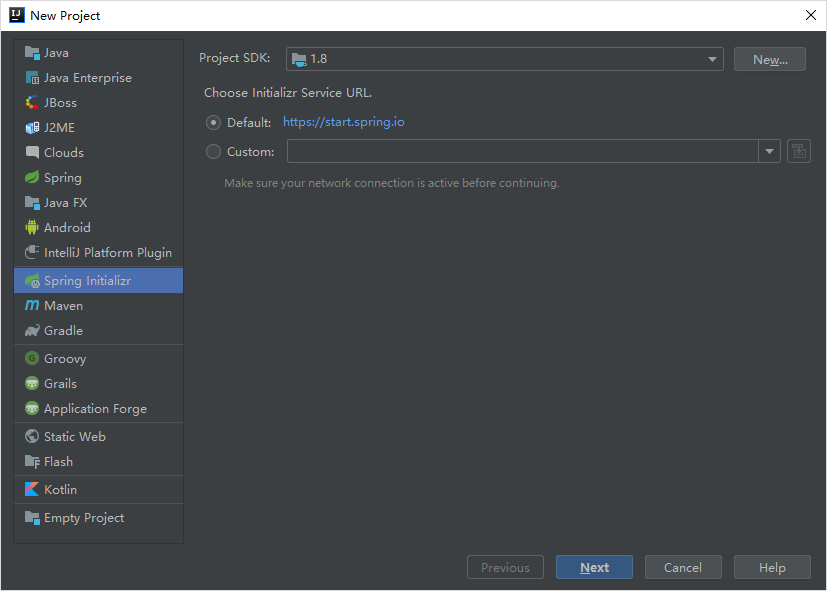 New Project
Java
Java Enterprise
JBoss
J2ME
Clouds
Spring
Java FX
Android
IntelliJ Platform Plugin
Spring Initializr
Maven
Gradle
Groovy
Grails
Application Forge
Static Web
Flash
Kotlin
Empty Project
Project SDK: 1.8 New...
Choose Initializr Service URL.
Default: https://start.spring.io
Custom:
Make sure your network connection is active before continuing.
Previous Next Cancel Help